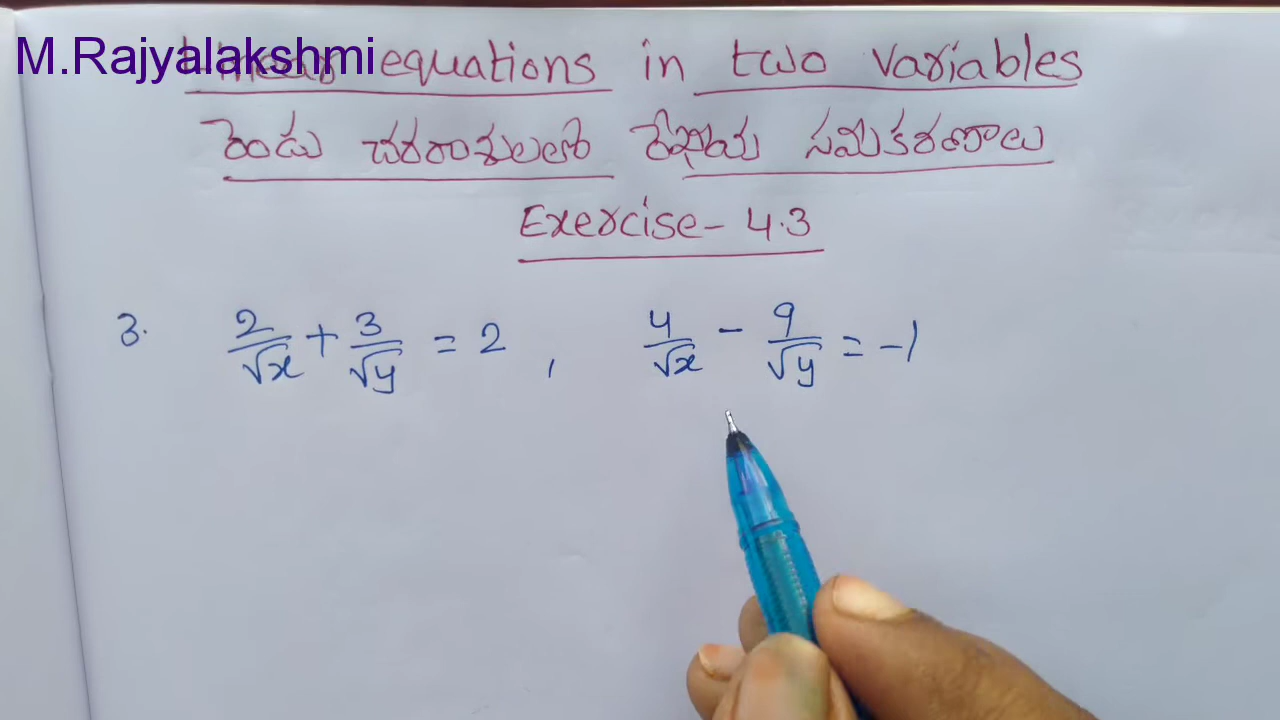 M.Rajyalakshmi
Linear equations in two variables
రెండు చరరాశులలో రేఖీయ సమీకరణాలు
Exercise - 4.3
3. 2/√x + 3/√y = 2 , 4/√x - 9/√y = -1